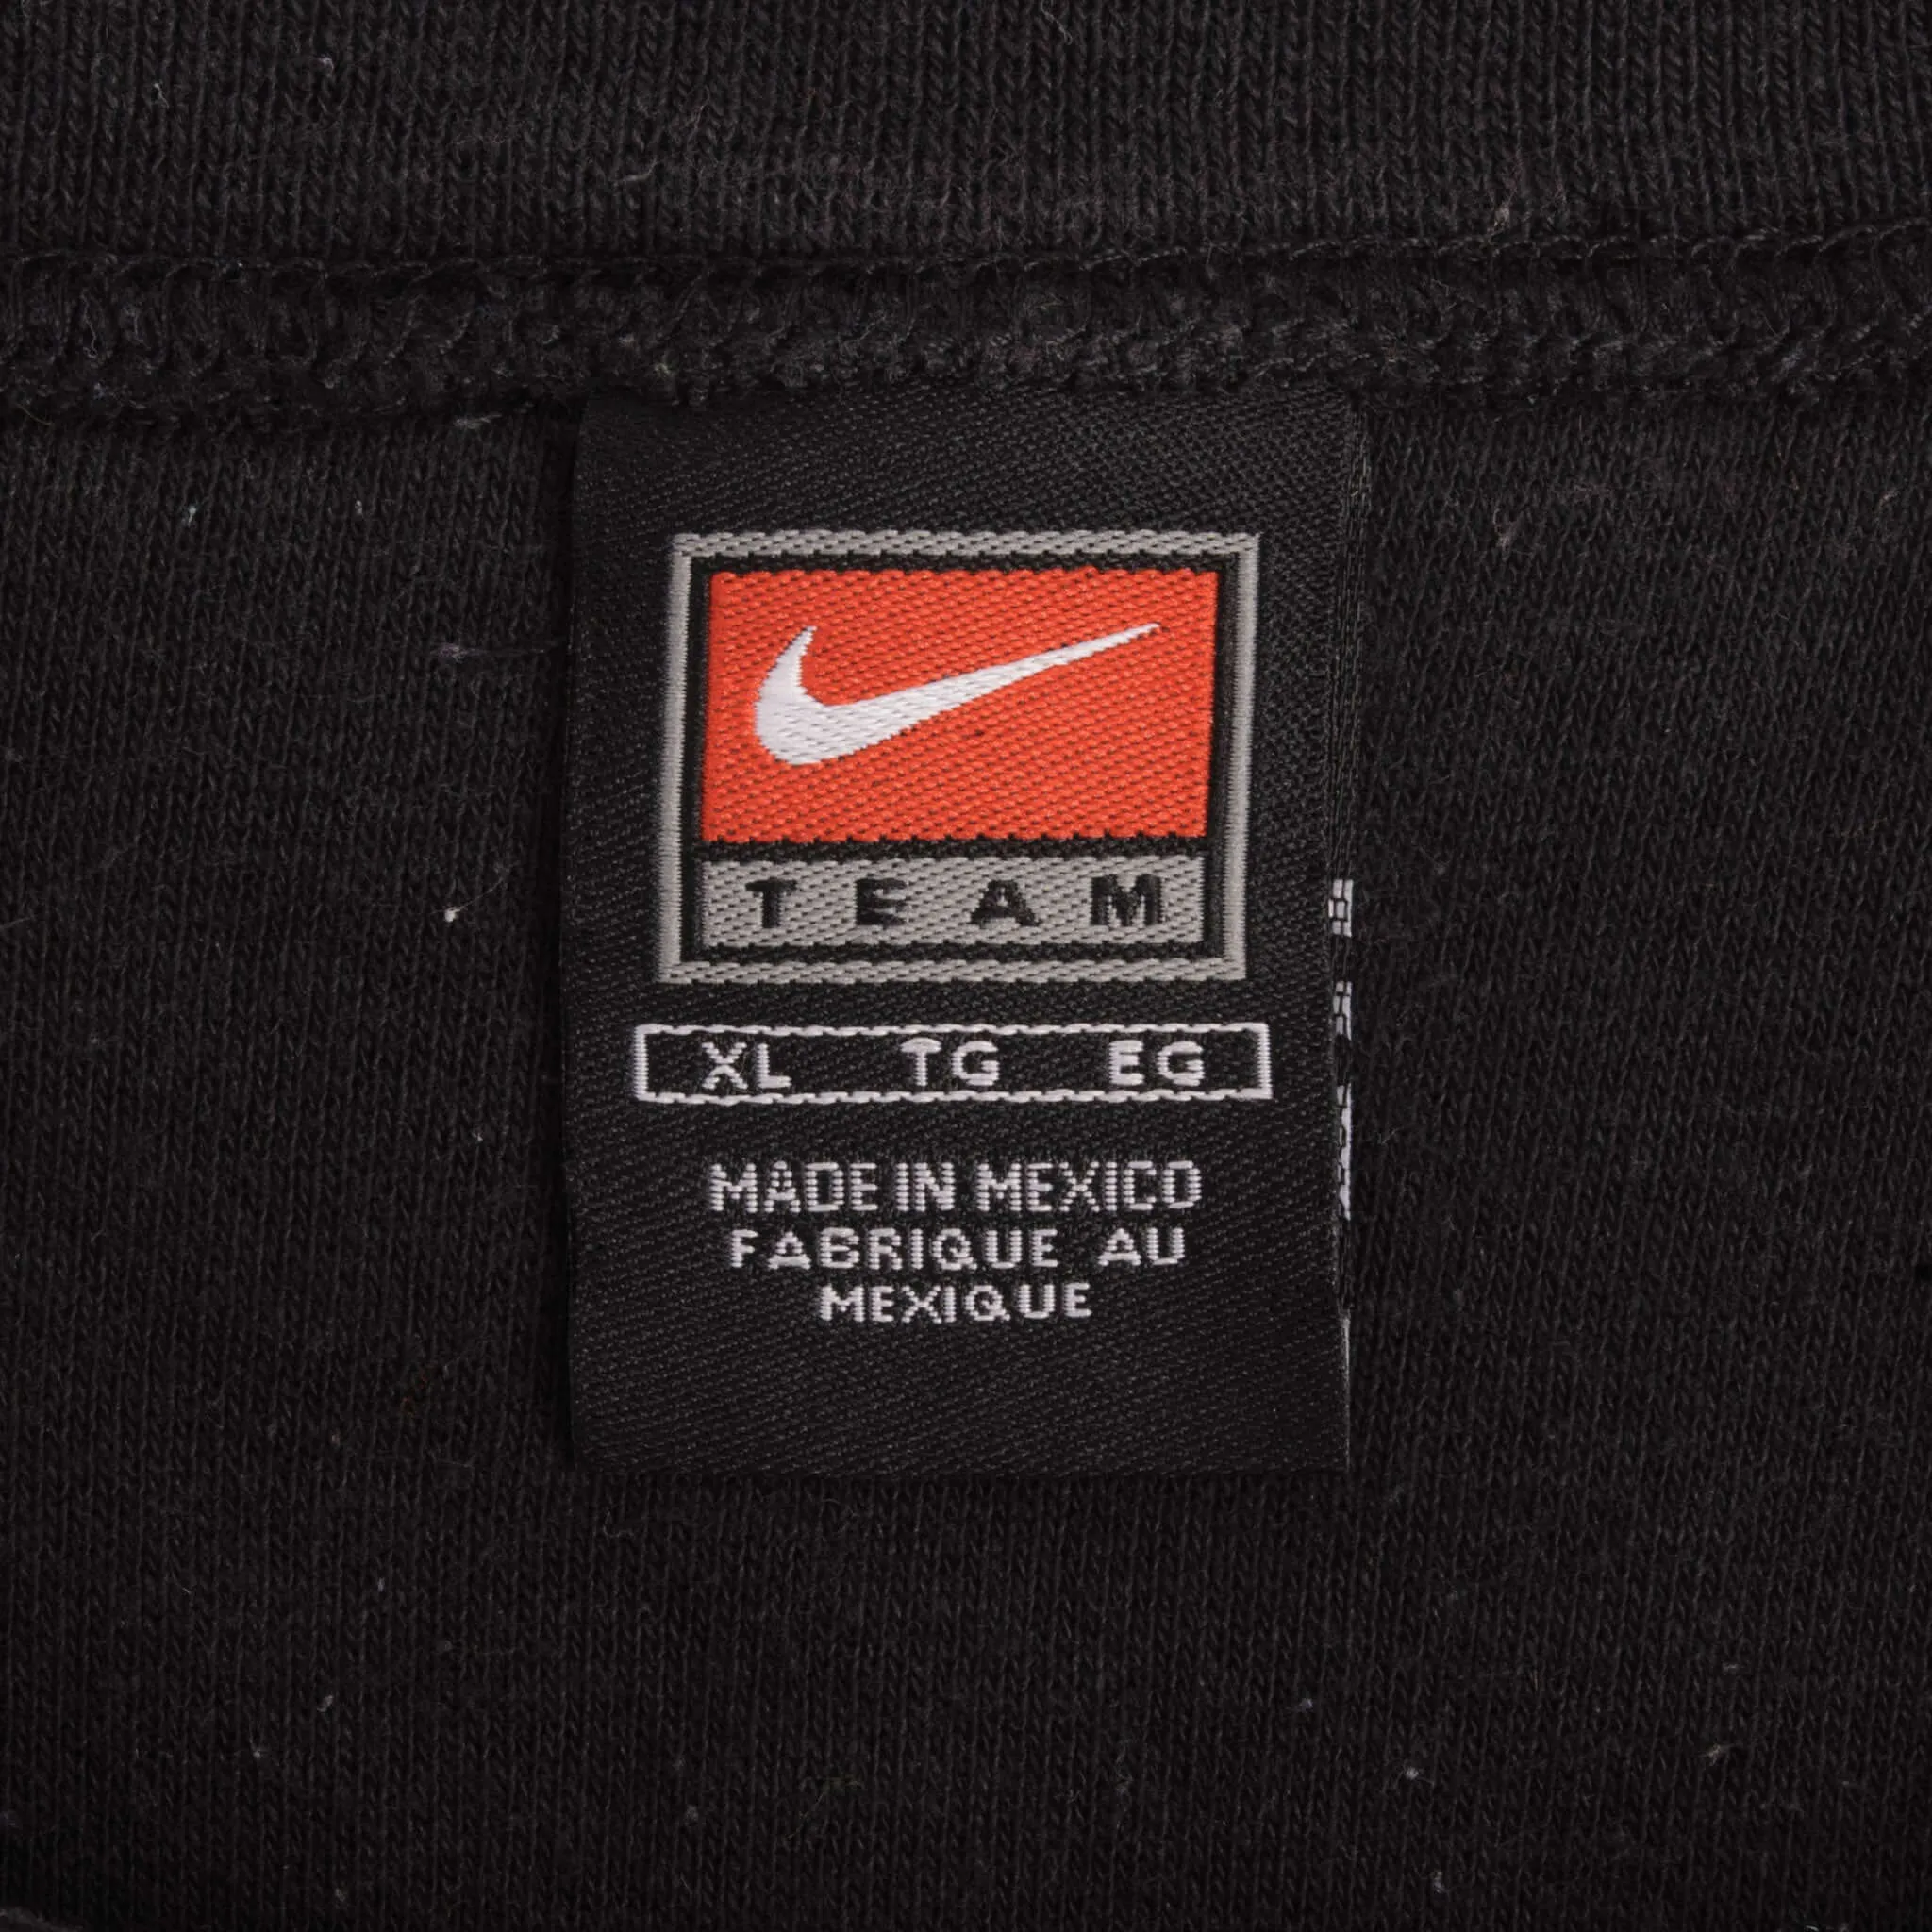 TEAM
XL TG EG
MADE IN MEXICO
FABRIQUE AU
MEXIQUE